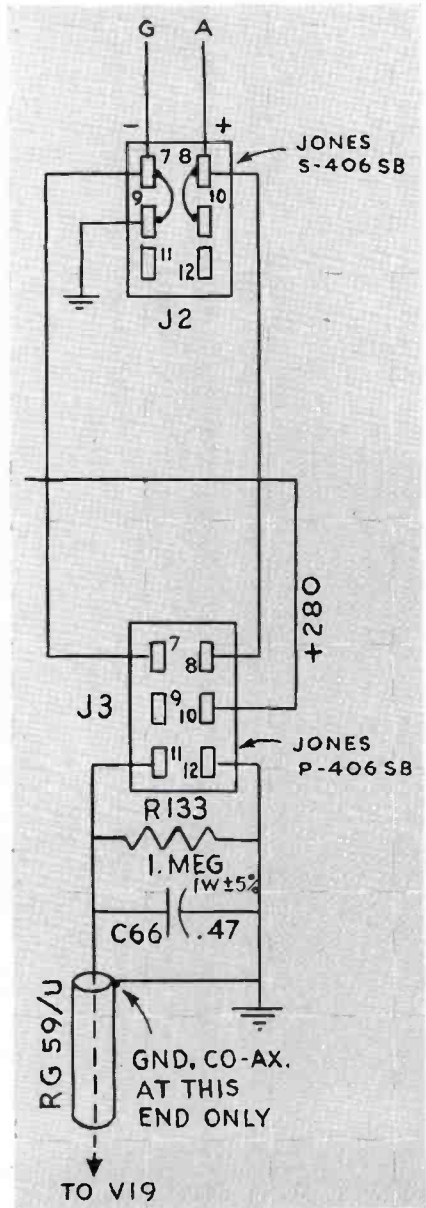 G A
- +
7 8
JONES
S-406 SB
9 10
11 12
J2
+280
7 8
J3
9 10
11 12
JONES
P-406 SB
R133
1. MEG
1W ±5%
C66 .47
RG 59/U
GND. CO-AX.
AT THIS
END ONLY
TO V19